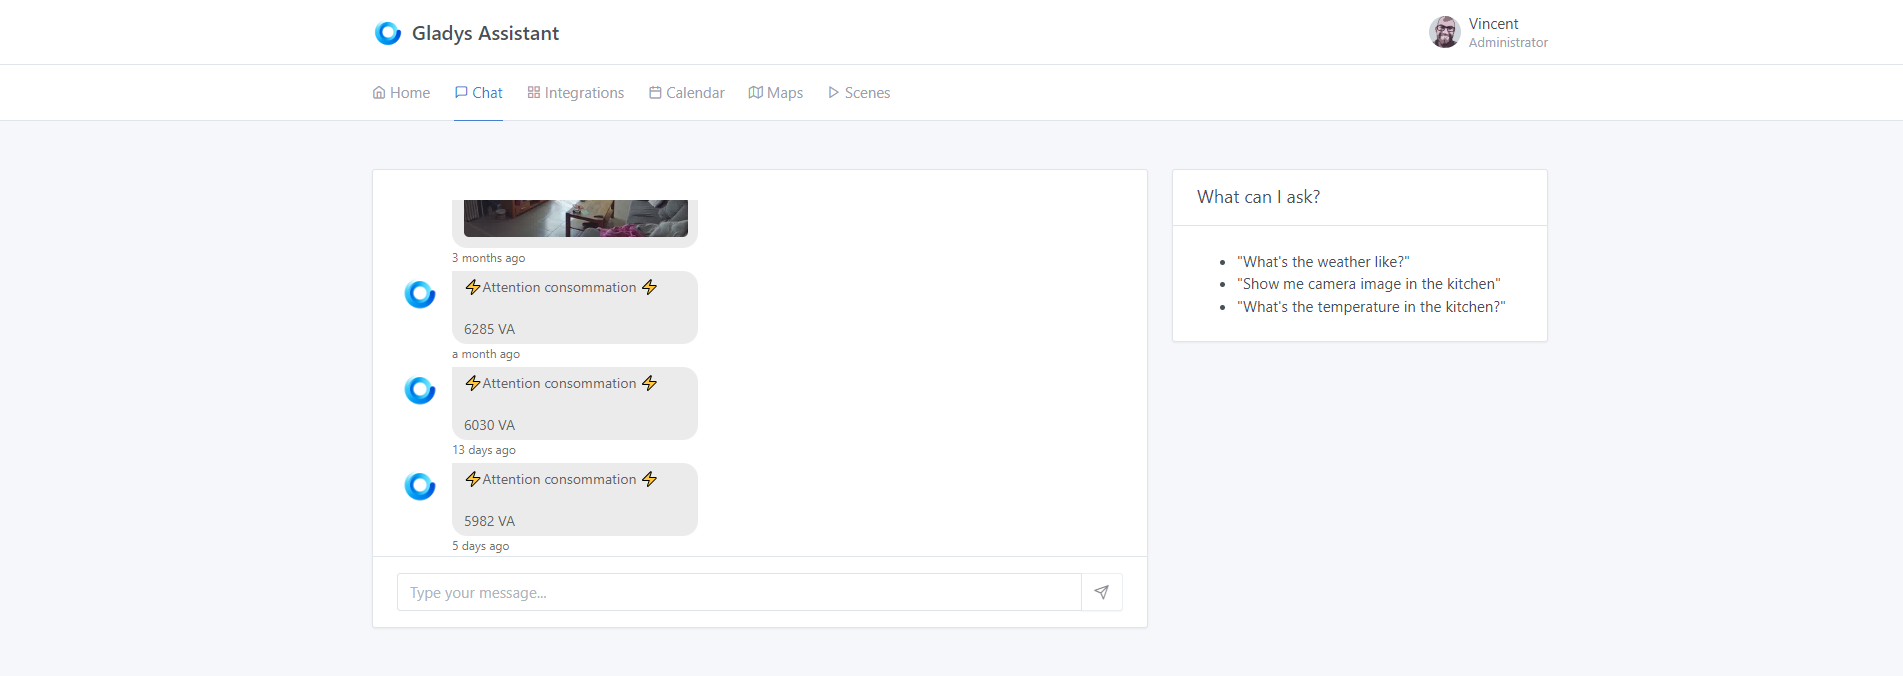 Gladys Assistant
Vincent
Administrator
Home
Chat
Integrations
Calendar
Maps
Scenes
3 months ago
⚡Attention consommation ⚡
6285 VA
a month ago
⚡Attention consommation ⚡
6030 VA
13 days ago
⚡Attention consommation ⚡
5982 VA
5 days ago
Type your message...
What can I ask?
"What's the weather like?"
"Show me camera image in the kitchen"
"What's the temperature in the kitchen?"